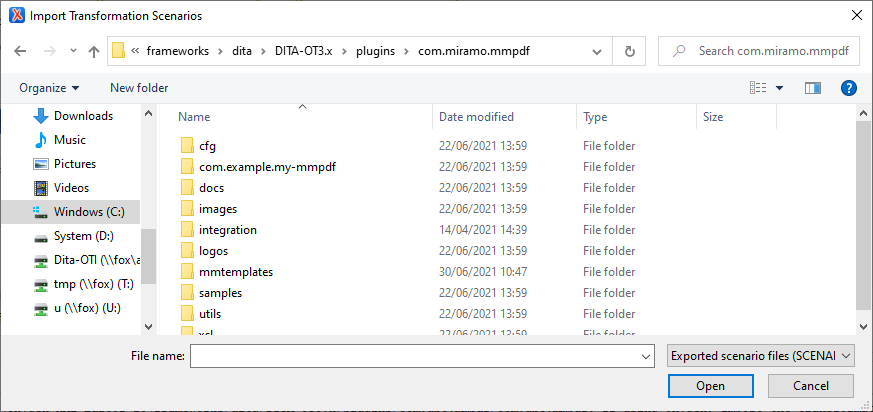 Import Transformation Scenarios
« frameworks › dita › DITA-OT3.x › plugins › com.miramo.mmpdf
Search com.miramo.mmpdf
Organize New folder
Downloads
Music
Pictures
Videos
Windows (C:)
System (D:)
Dita-OTI (\\fox\a
tmp (\\fox) (T:)
u (\\fox) (U:)
Name Date modified Type Size
cfg 22/06/2021 13:59 File folder
com.example.my-mmpdf 22/06/2021 13:59 File folder
docs 22/06/2021 13:59 File folder
images 22/06/2021 13:59 File folder
integration 14/04/2021 14:39 File folder
logos 22/06/2021 13:59 File folder
mmtemplates 30/06/2021 10:47 File folder
samples 22/06/2021 13:59 File folder
utils 22/06/2021 13:59 File folder
xsl 22/06/2021 13:59 File folder
File name:
Exported scenario files (SCENAI
Open Cancel